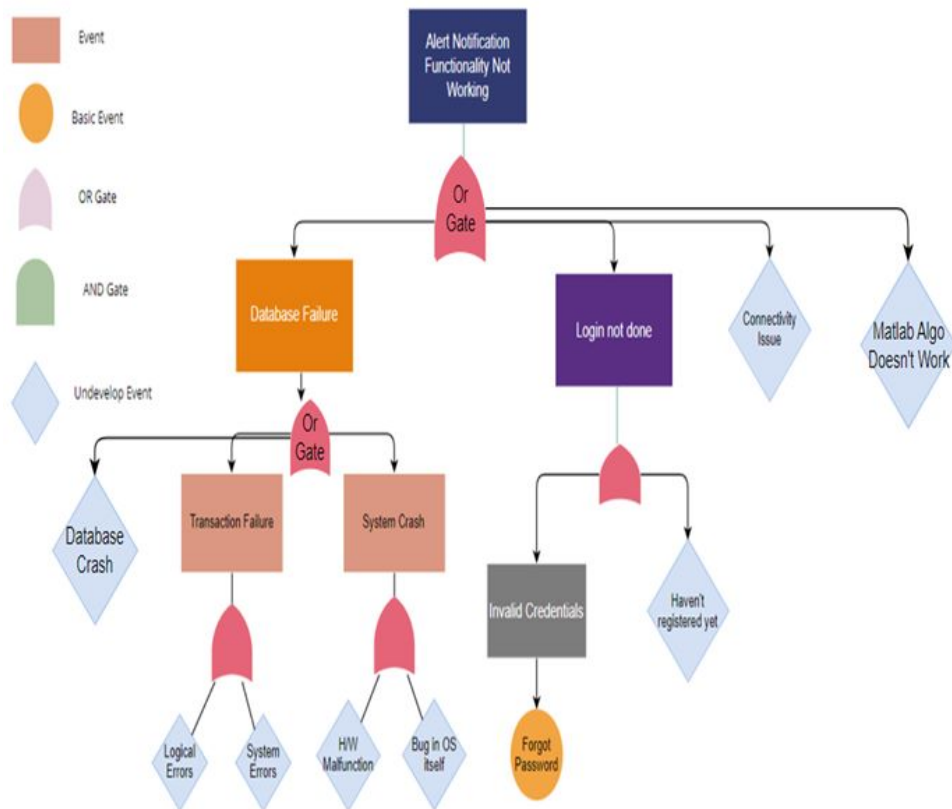 Event
Basic Event
OR Gate
AND Gate
Undevelop Event
Alert Notification
Functionality Not
Working
Or
Gate
Database Failure
Login not done
Connectivity
Issue
Matlab Algo
Doesn't Work
Or
Gate
Database
Crash
Transaction Failure
System Crash
Invalid Credentials
Haven't
registered yet
Logical
Errors
System
Errors
H/W
Malfunction
Bug in OS
itself
Forgot
Password